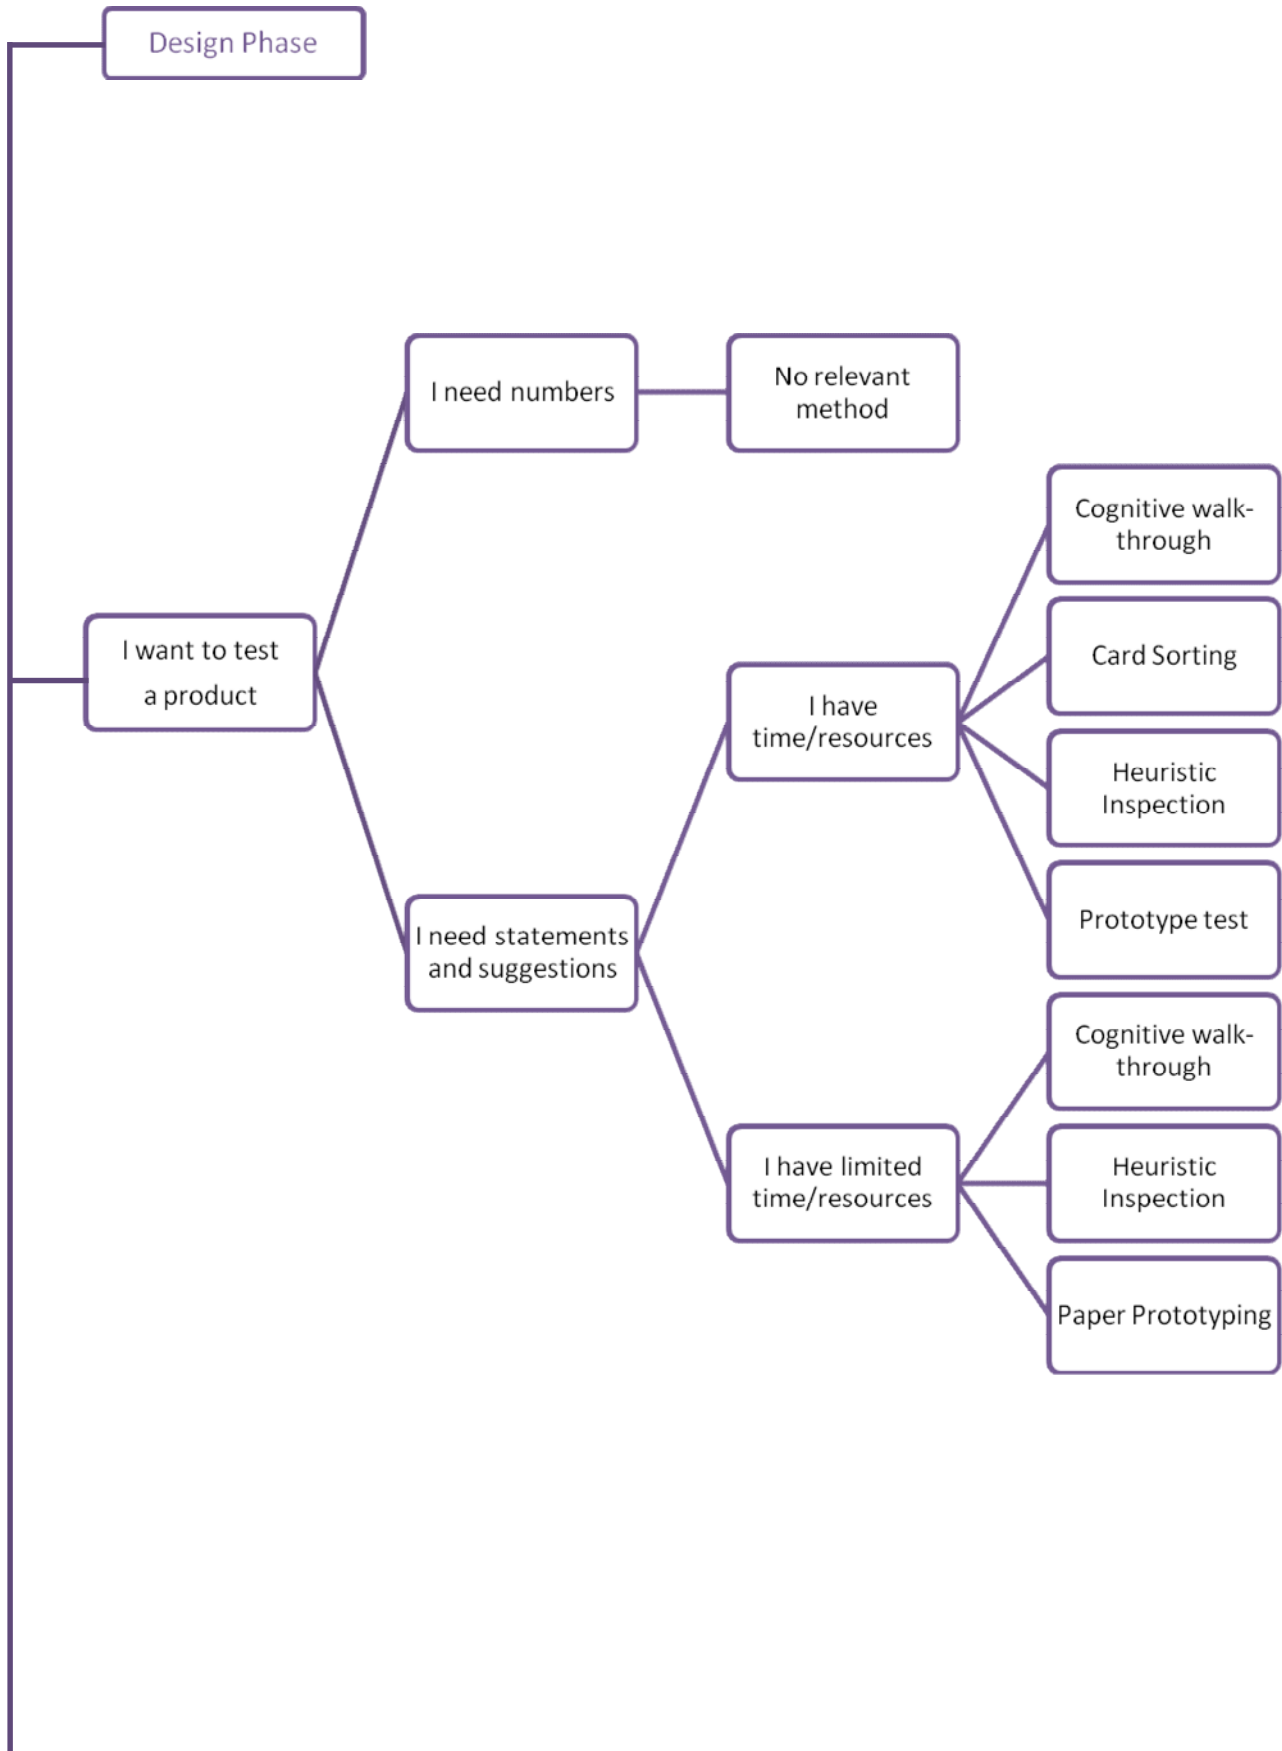 Design Phase
I need numbers
No relevant
method
Cognitive walk-
through
Card Sorting
I want to test
a product
I have
time/resources
Heuristic
Inspection
Prototype test
I need statements
and suggestions
Cognitive walk-
through
I have limited
time/resources
Heuristic
Inspection
Paper Prototyping